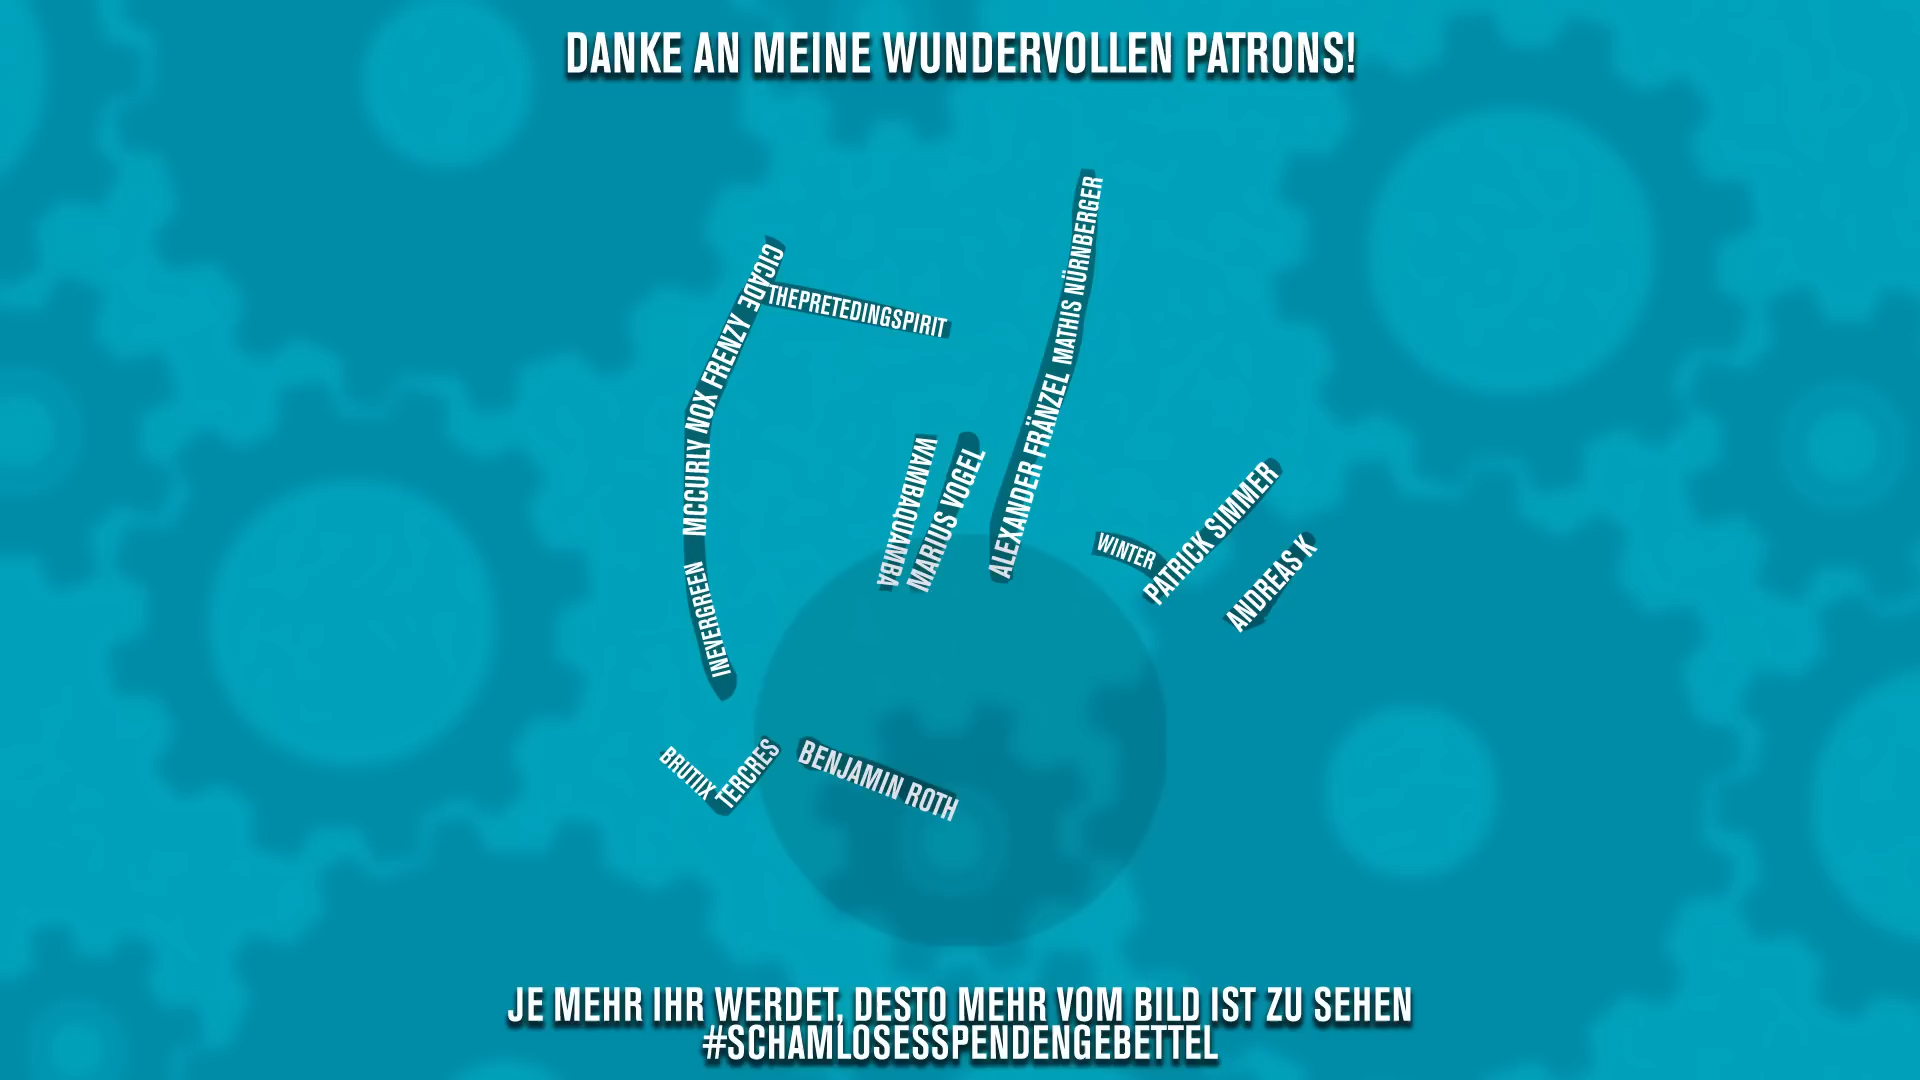 DANKE AN MEINE WUNDERVOLLEN PATRONS!
CICADE
THEPRETEDINGSPIRIT
NOX FRENZY
MCCURLY
INEVERGREEN
MATHIS NÜRNBERGER
ALEXANDER FRÄNZEL
WAMBAQUAMBA
MARIUS VOGEL
WINTER
PATRICK SIMMER
ANDREAS K
BRUTIIX
TERCRES
BENJAMIN ROTH
JE MEHR IHR WERDET, DESTO MEHR VOM BILD IST ZU SEHEN
#SCHAMLOSESSPENDENGEBETTEL